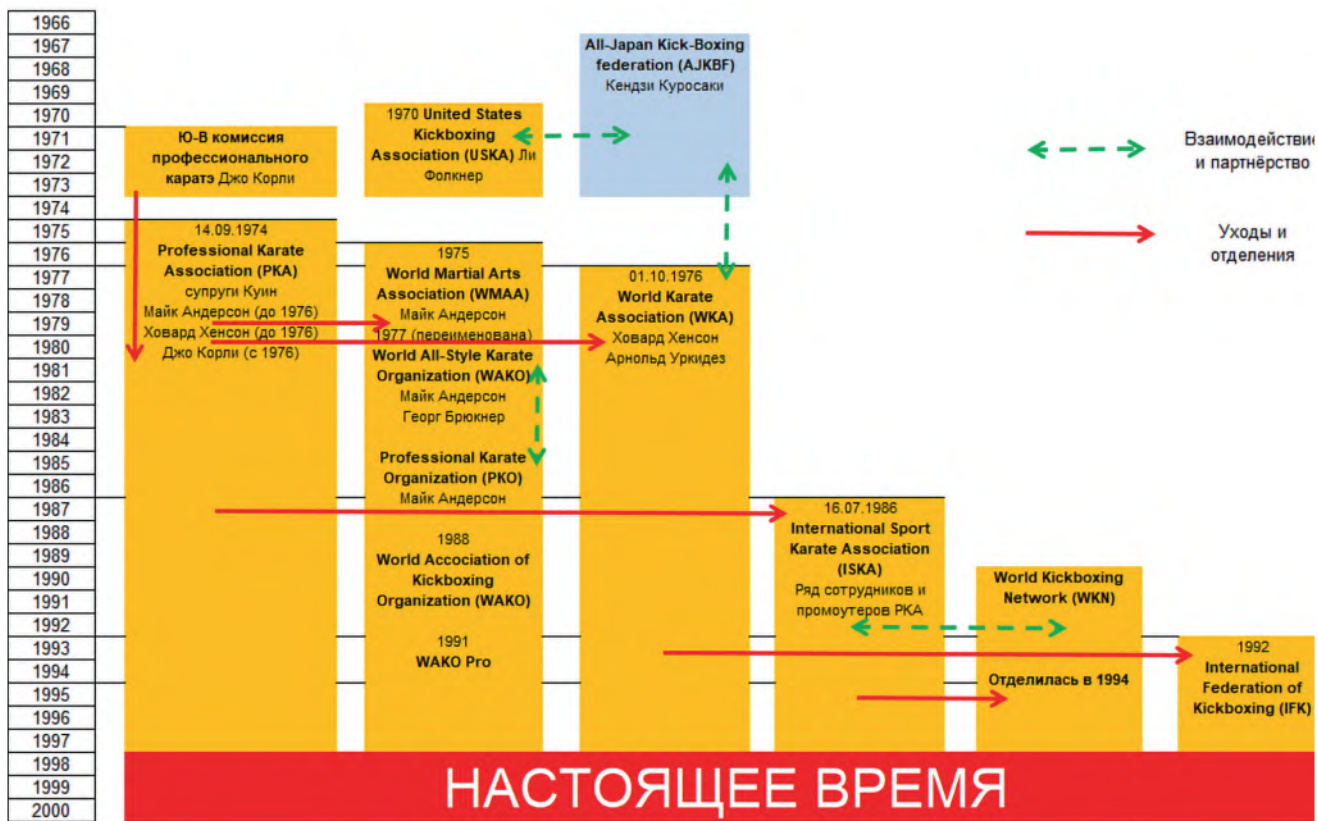 1966
1967
1968
1969
1970
1971
1972
1973
1974
1975
1976
1977
1978
1979
1980
1981
1982
1983
1984
1985
1986
1987
1988
1989
1990
1991
1992
1993
1994
1995
1996
1997
1998
1999
2000
Ю-В комиссия
профессионального
каратэ Джо Корли
14.09.1974
Professional Karate
Association (PKA)
супруги Куин
Майк Андерсон (до 1976)
Ховард Хенсон (до 1976)
Джо Корли (с 1976)
1970 United States
Kickboxing
Association (USKA) Ли
Фолкнер
1975
World Martial Arts
Association (WMAA)
Майк Андерсон
1977 (переименована)
World All-Style Karate
Organization (WAKO)
Майк Андерсон
Георг Брюкнер
Professional Karate
Organization (PKO)
Майк Андерсон
1988
World Accociation of
Kickboxing
Organization (WAKO)
1991
WAKO Pro
All-Japan Kick-Boxing
federation (AJKBF)
Кендзи Куросаки
01.10.1976
World Karate
Association (WKA)
Ховард Хенсон
Арнольд Уркидез
16.07.1986
International Sport
Karate Association
(ISKA)
Ряд сотрудников и
промоутеров PKA
World Kickboxing
Network (WKN)
Отделилась в 1994
1992
International
Federation of
Kickboxing (IFK)
Взаимодействие
и партнёрство
Уходы и
отделения
НАСТОЯЩЕЕ ВРЕМЯ